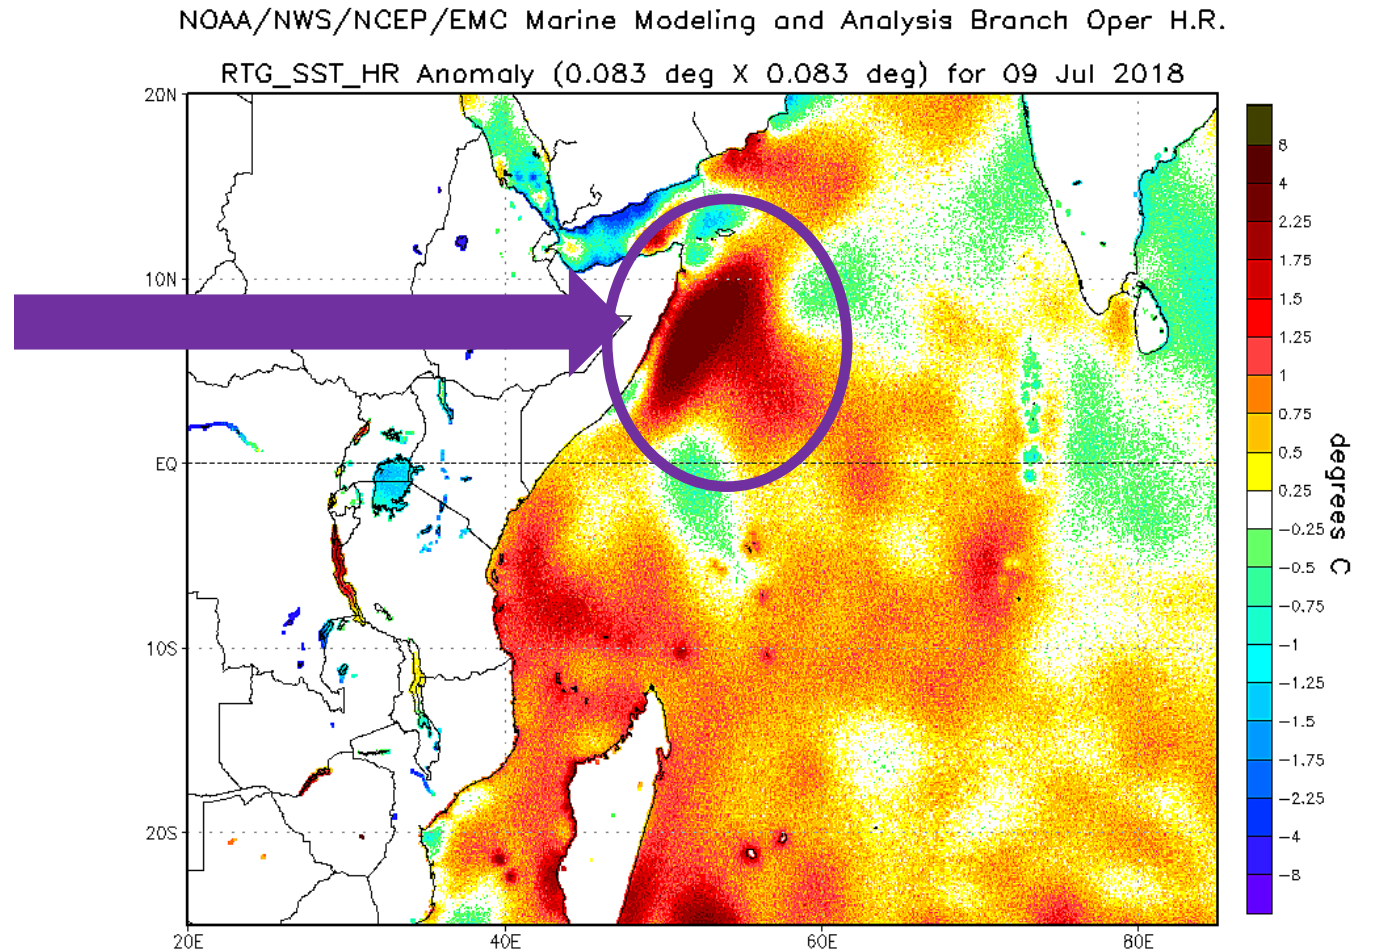 NOAA/NWS/NCEP/EMC Marine Modeling and Analysis Branch Oper H.R.
RTG_SST_HR Anomaly (0.083 deg X 0.083 deg) for 09 Jul 2018
20N
10N
EQ
10S
20S
20E
40E
60E
80E
8
4
2.25
1.75
1.5
1.25
1
0.75
0.5
0.25
-0.25
-0.5
-0.75
-1
-1.25
-1.5
-1.75
-2.25
-4
-8
degrees C